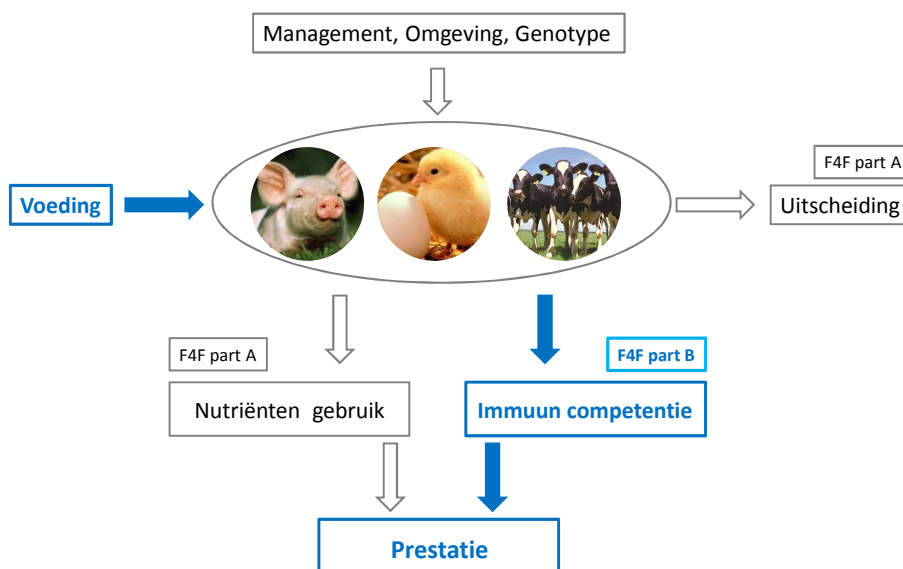 Management, Omgeving, Genotype
F4F part A
Voeding
Uitscheiding
F4F part A
F4F part B
Nutriënten gebruik
Immuun competentie
Prestatie